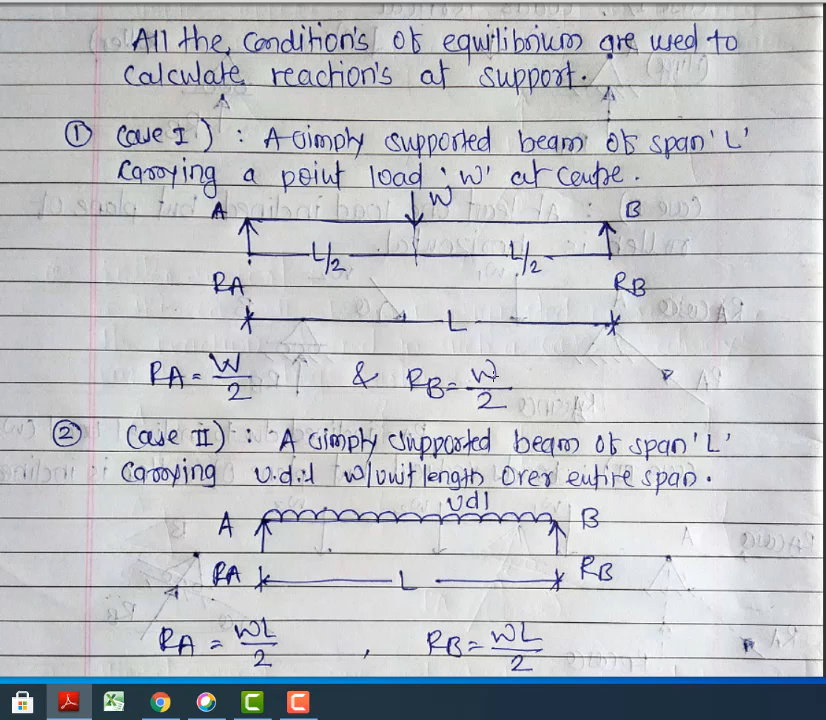 All the conditions of equilibrium are used to
calculate reactions at support.
① Case I) : A simply supported beam of span 'L'
carrying a point load 'W' at centre.
A W B
L/2 L/2
RA RB
L
RA = W/2 & RB = W/2
② Case II) : A simply supported beam of span 'L'
carrying u.d.l w/unit length over entire span.
udl
A B
RA L RB
RA = WL/2 , RB = WL/2